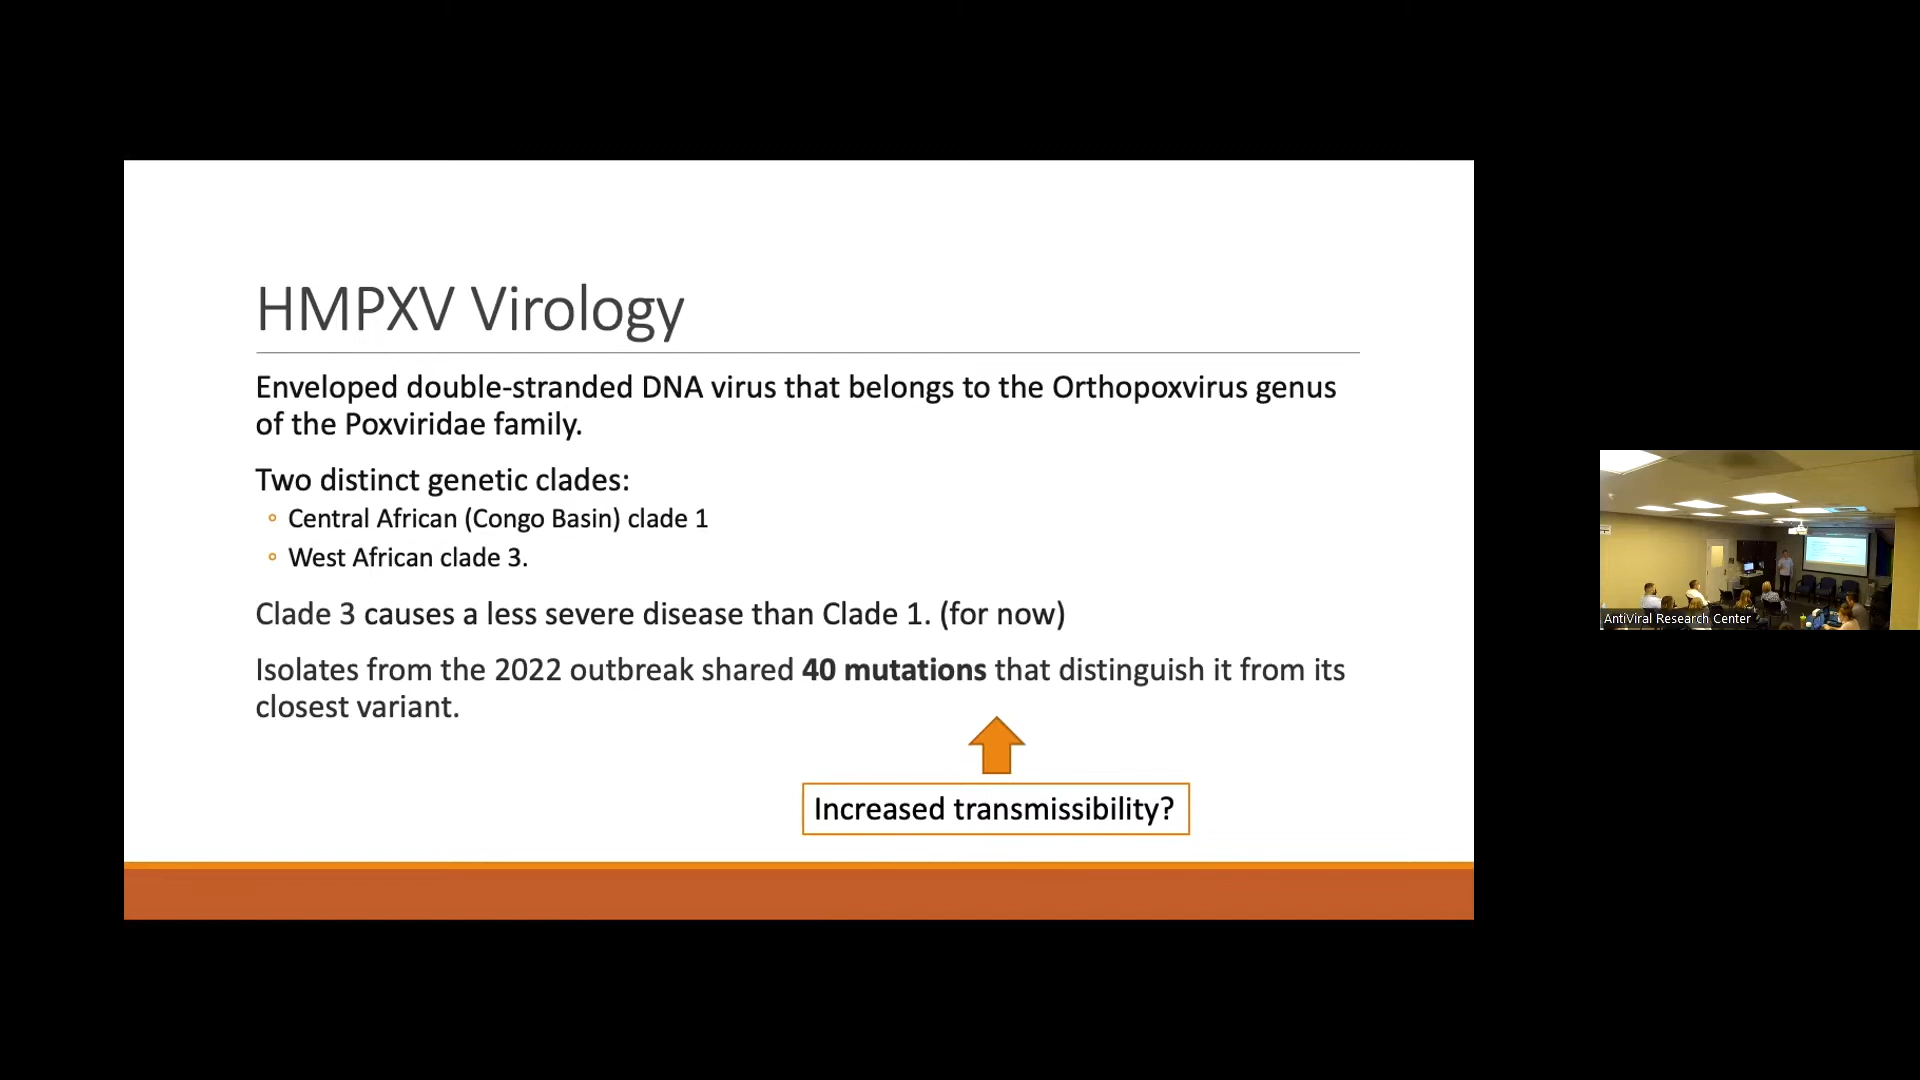 HMPXV Virology
Enveloped double-stranded DNA virus that belongs to the Orthopoxvirus genus
of the Poxviridae family.
Two distinct genetic clades:
Central African (Congo Basin) clade 1
West African clade 3.
Clade 3 causes a less severe disease than Clade 1. (for now)
Isolates from the 2022 outbreak shared 40 mutations that distinguish it from its
closest variant.
Increased transmissibility?
AntiViral Research Center